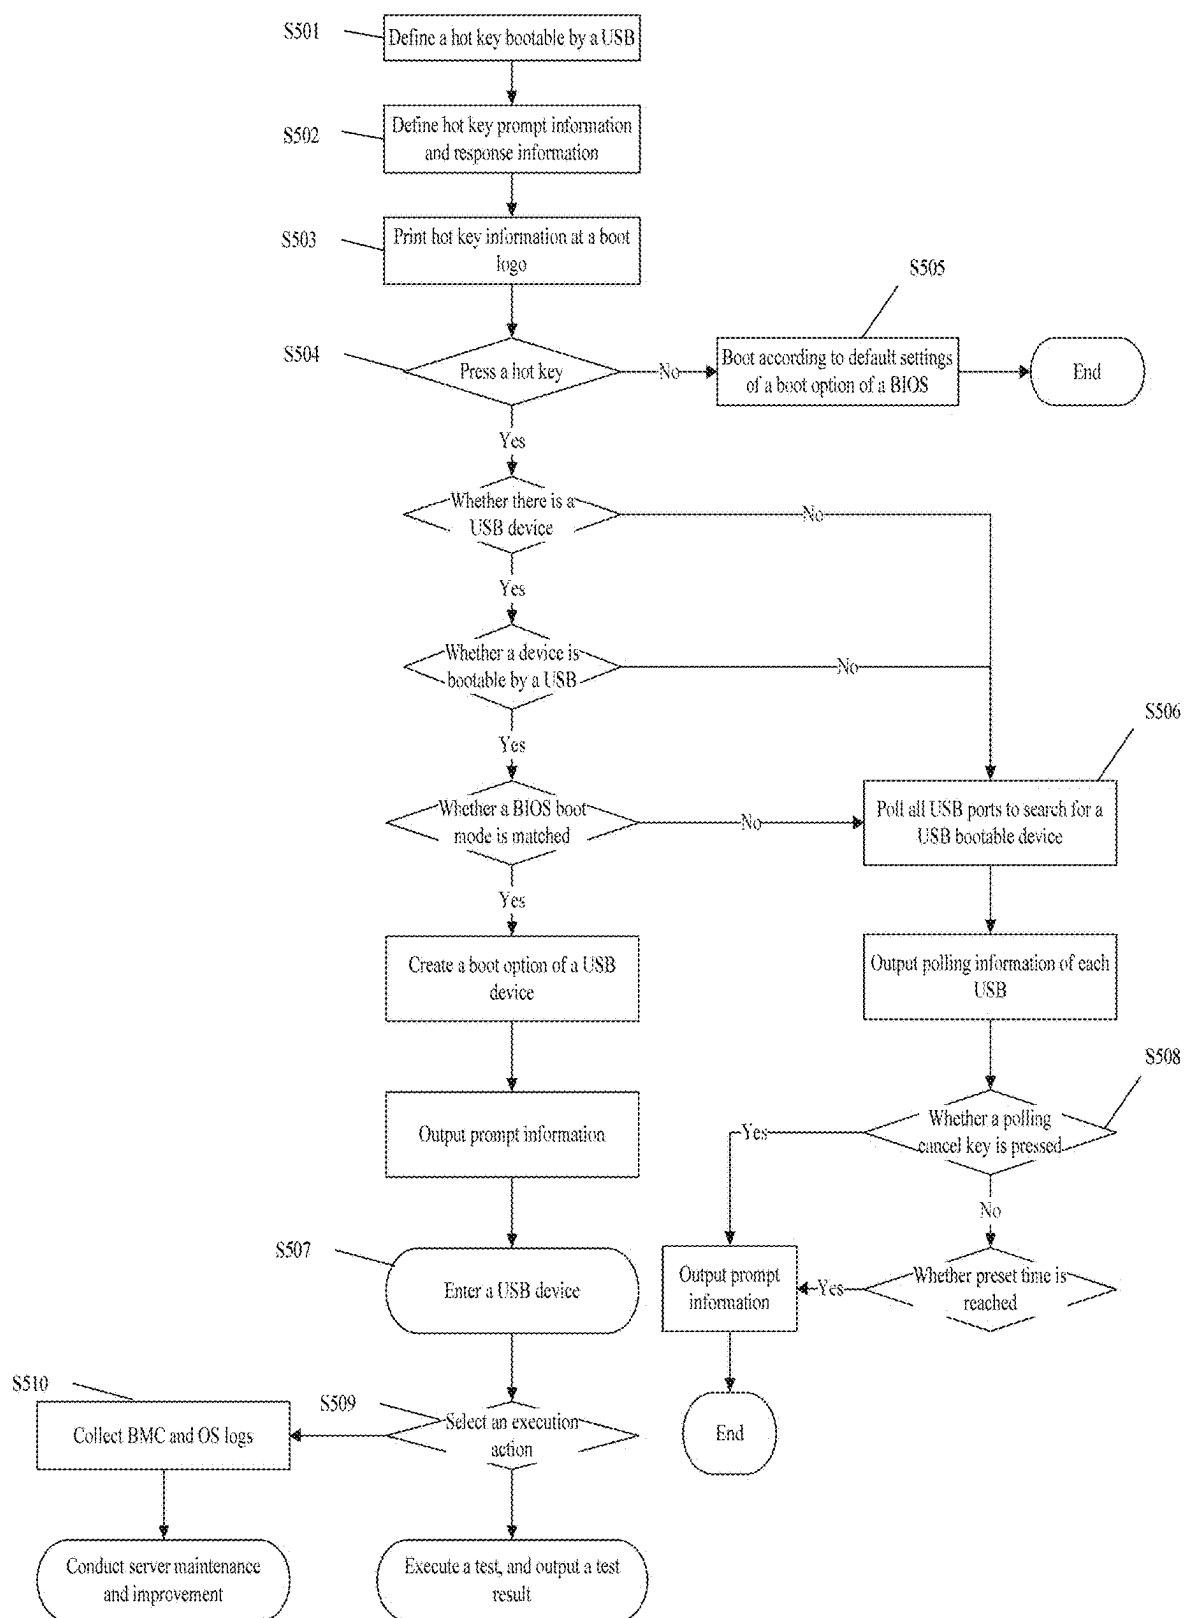 S501
Define a hot key bootable by a USB
S502
Define hot key prompt information
and response information
S503
Print hot key information at a boot
logo
S505
S504
Press a hot key
No
Boot according to default settings
of a boot option of a BIOS
End
Yes
Whether there is a
USB device
No
Yes
Whether a device is
bootable by a USB
No
Yes
S506
Whether a BIOS boot
mode is matched
No
Poll all USB ports to search for a
USB bootable device
Yes
Create a boot option of a USB
device
Output polling information of each
USB
S508
Output prompt information
Yes
Whether a polling
cancel key is pressed
No
S507
Enter a USB device
Output prompt
information
Yes
Whether preset time is
reached
S510
S509
Collect BMC and OS logs
Select an execution
action
End
Conduct server maintenance
and improvement
Execute a test, and output a test
result